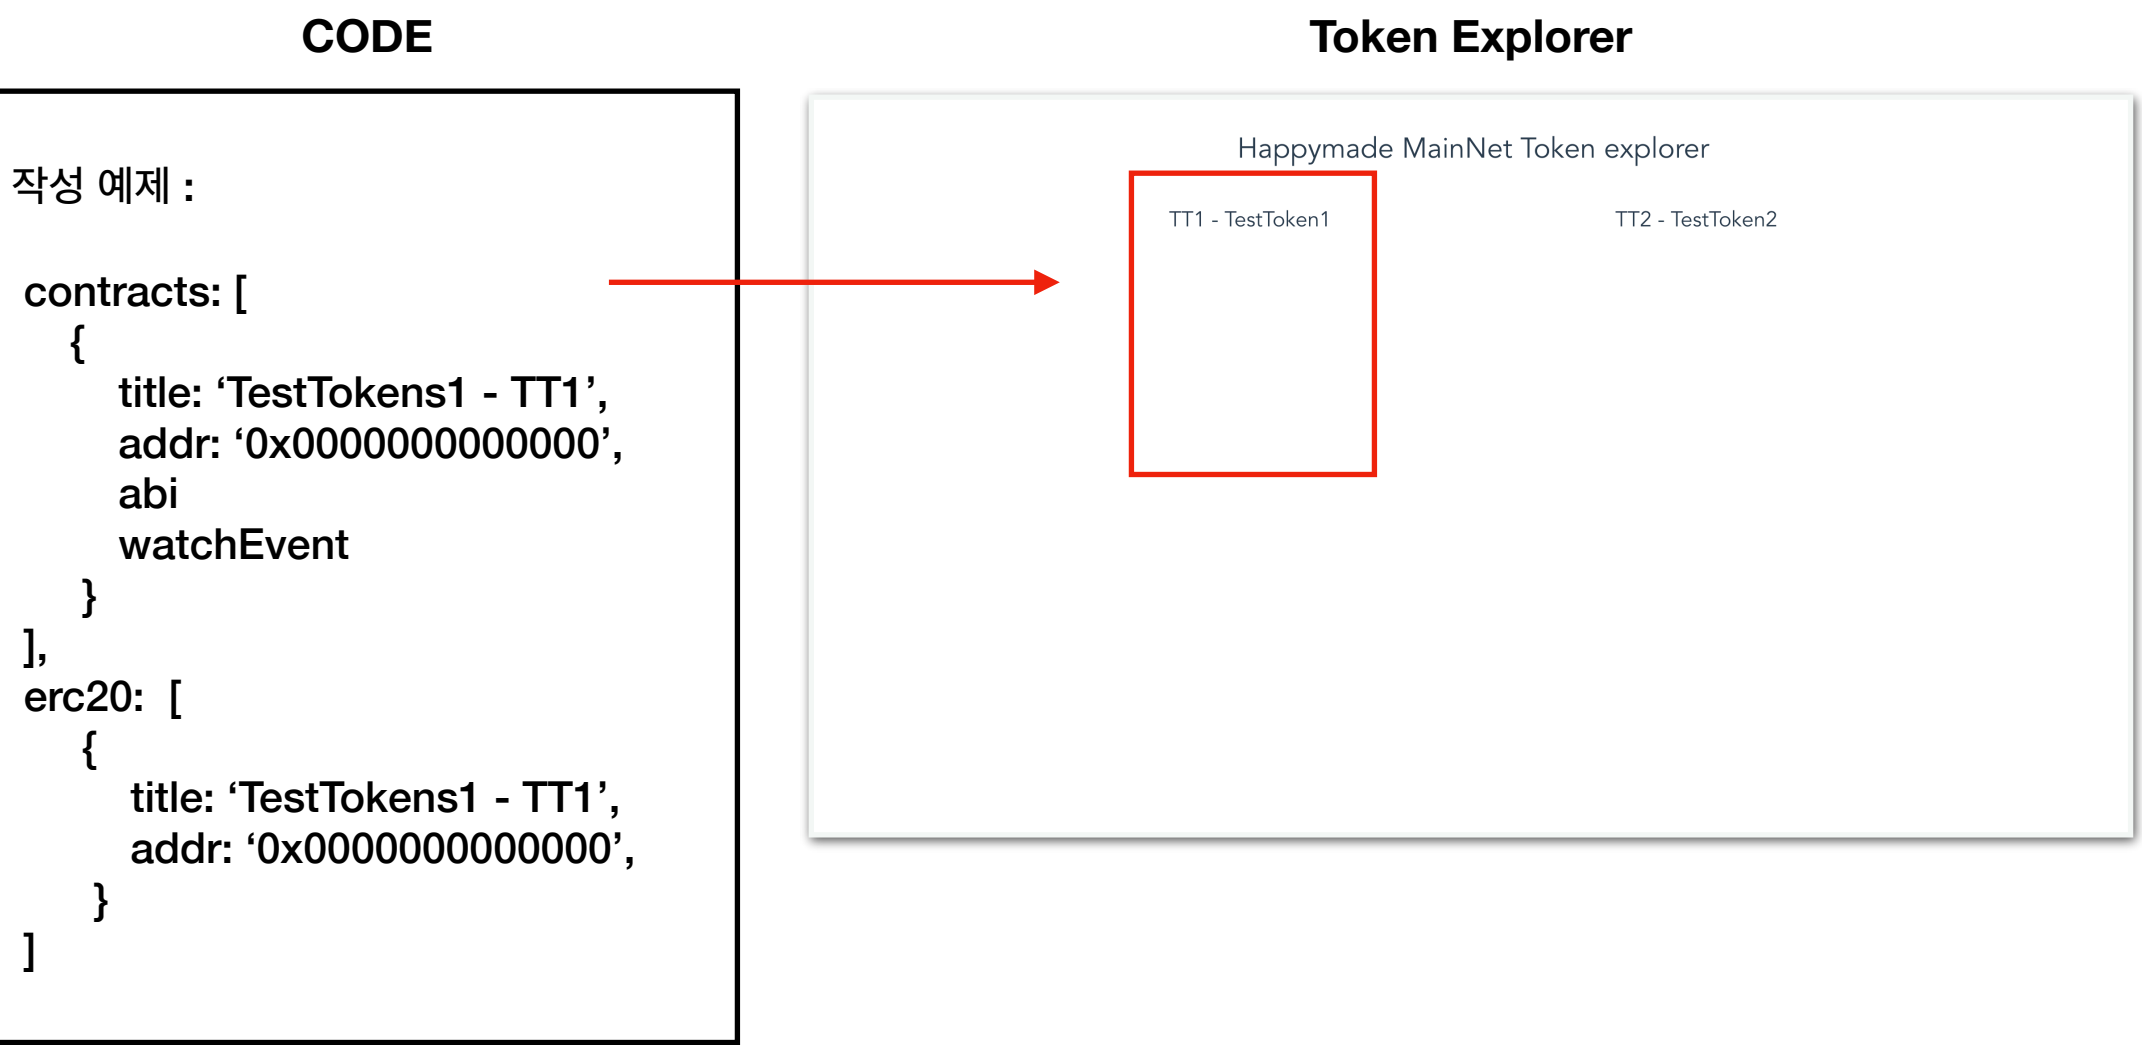 CODE
작성 예제 :
contracts: [
{
title: ‘TestTokens1 - TT1’,
addr: ‘0x0000000000000’,
abi
watchEvent
}
],
erc20:  [
{
title: ‘TestTokens1 - TT1’,
addr: ‘0x0000000000000’,
}
]
Token Explorer
Happymade MainNet Token explorer
TT1 - TestToken1
TT2 - TestToken2